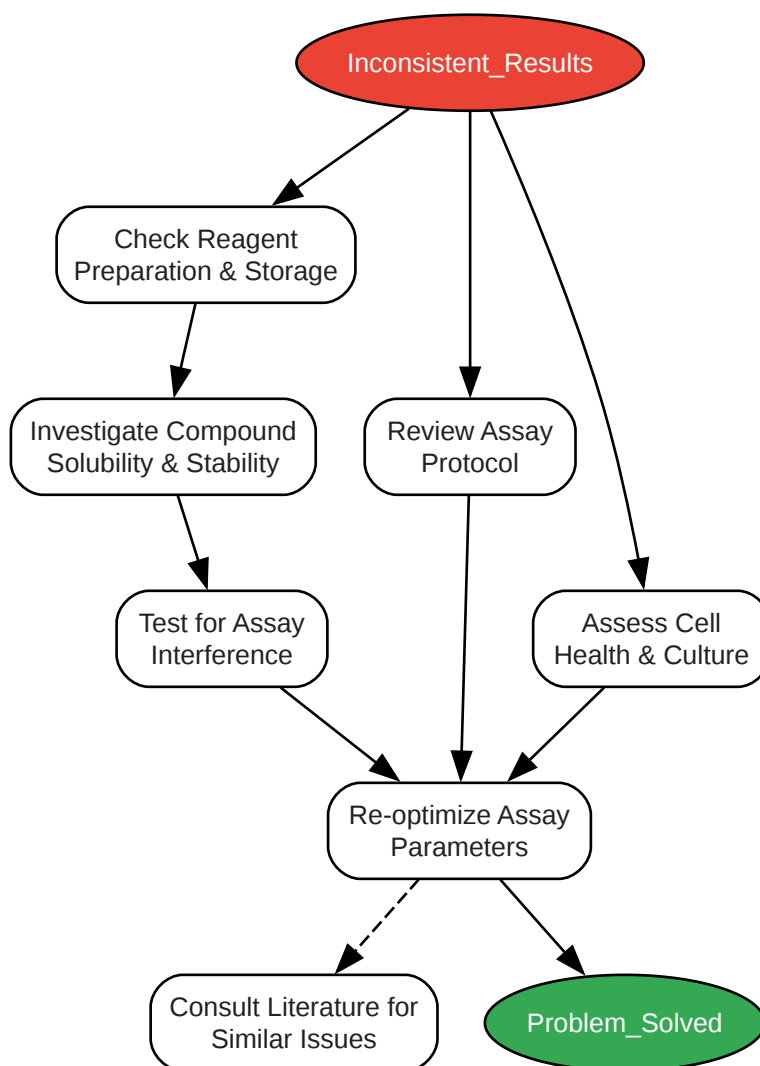 Inconsistent_Results
Check Reagent
Preparation & Storage
Investigate Compound
Solubility & Stability
Review Assay
Protocol
Test for Assay
Interference
Assess Cell
Health & Culture
Re-optimize Assay
Parameters
Consult Literature for
Similar Issues
Problem_Solved